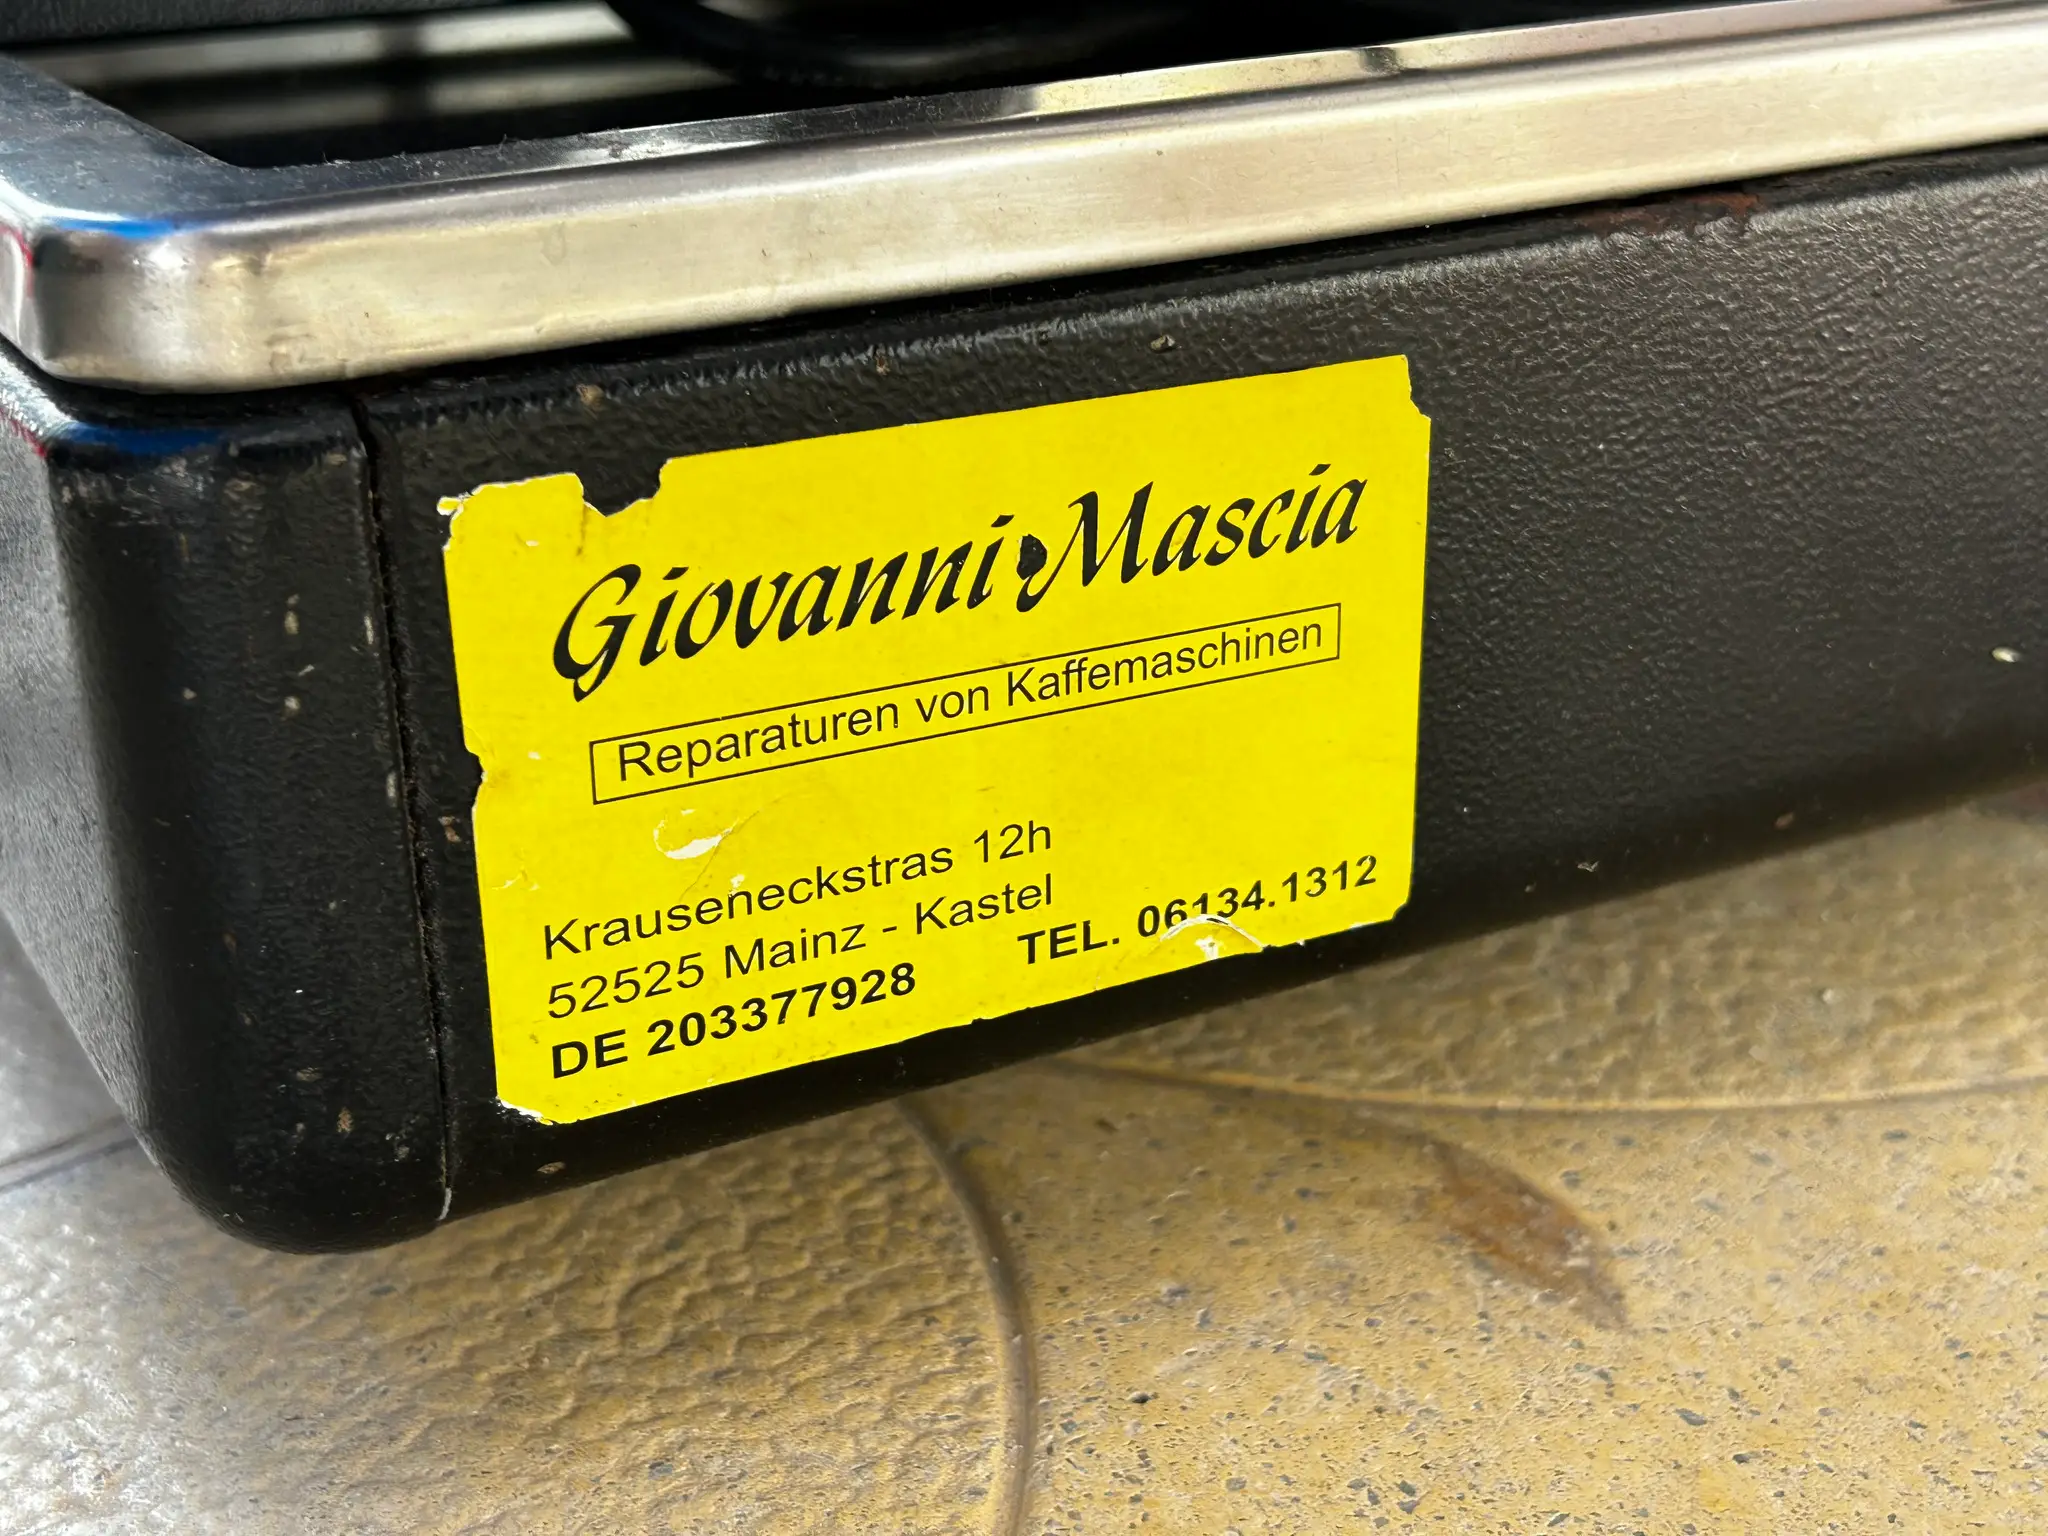 Giovanni Mascia
Reparaturen von Kaffemaschinen
Krauseneckstras 12h
52525 Mainz - Kastel
DE 203377928
TEL. 06134.1312